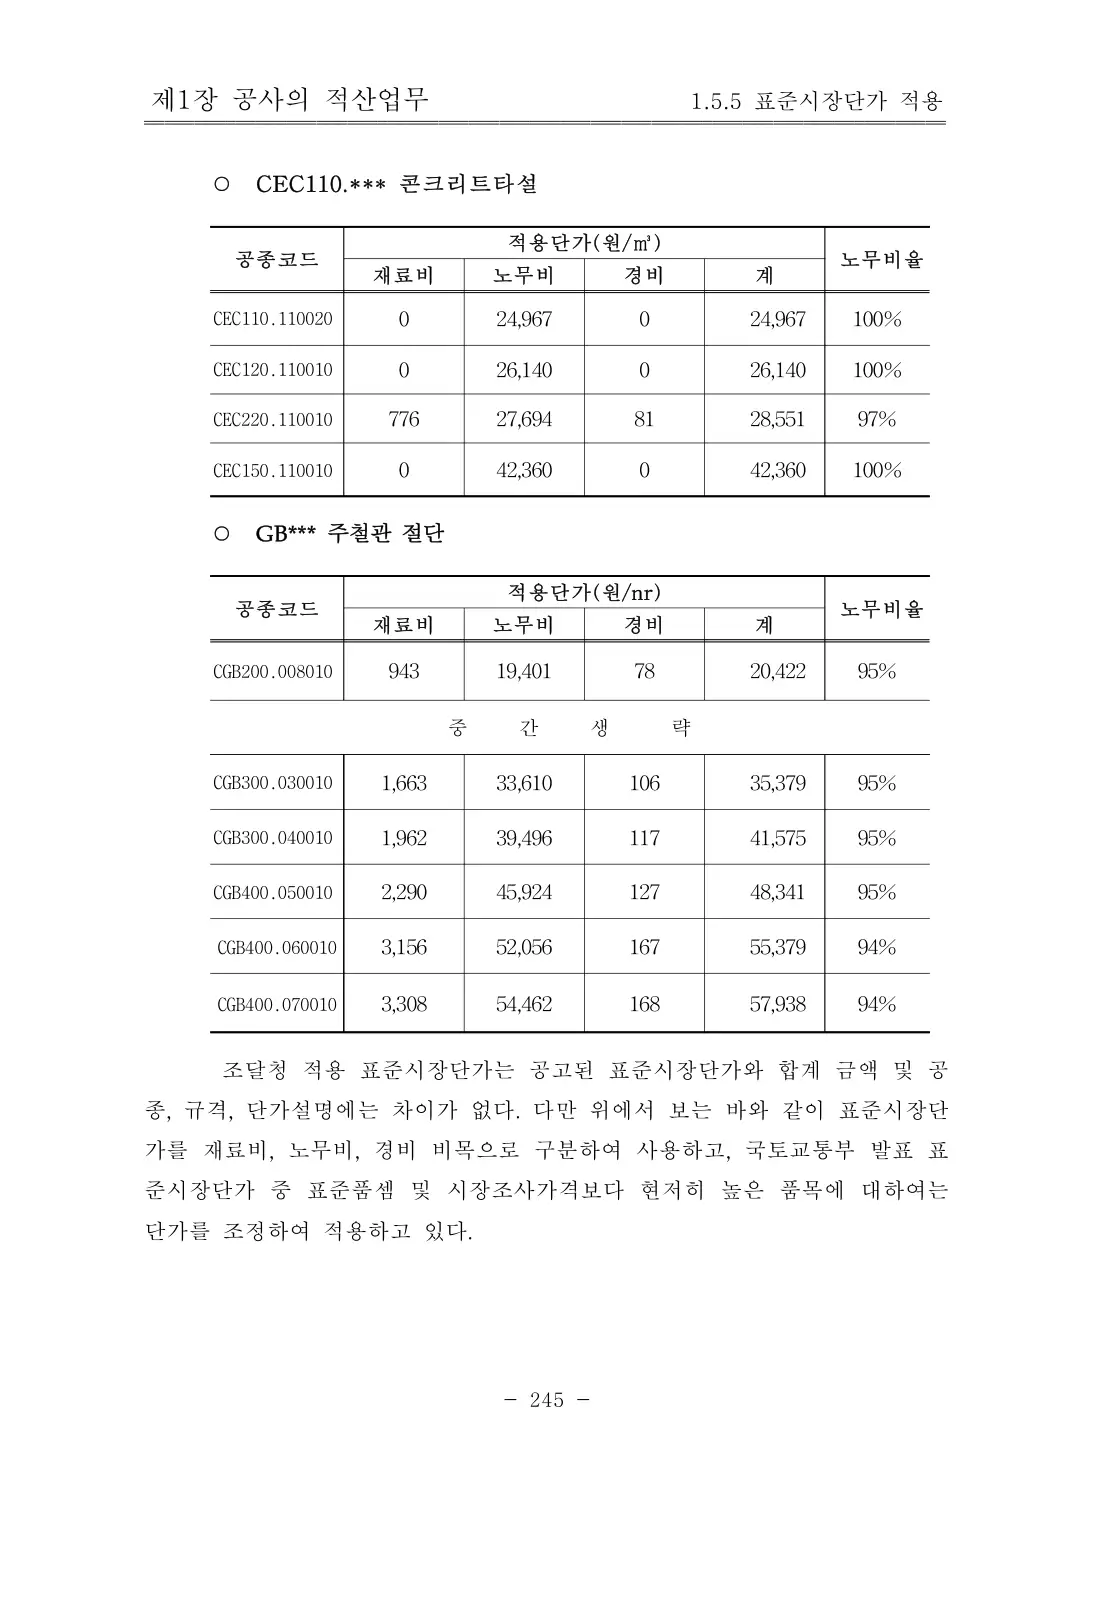 제1장 공사의 적산업무 1.5.5 표준시장단가 적용
○ CEC110.*** 콘크리트타설
공종코드 적용단가(원/㎥) 노무비율
재료비 노무비 경비 계
CEC110.110020 0 24,967 0 24,967 100%
CEC120.110010 0 26,140 0 26,140 100%
CEC220.110010 776 27,694 81 28,551 97%
CEC150.110010 0 42,360 0 42,360 100%
○ GB*** 주철관 절단
공종코드 적용단가(원/nr) 노무비율
재료비 노무비 경비 계
CGB200.008010 943 19,401 78 20,422 95%
중 간 생 략
CGB300.030010 1,663 33,610 106 35,379 95%
CGB300.040010 1,962 39,496 117 41,575 95%
CGB400.050010 2,290 45,924 127 48,341 95%
CGB400.060010 3,156 52,056 167 55,379 94%
CGB400.070010 3,308 54,462 168 57,938 94%
조달청 적용 표준시장단가는 공고된 표준시장단가와 합계 금액 및 공
종, 규격, 단가설명에는 차이가 없다. 다만 위에서 보는 바와 같이 표준시장단
가를 재료비, 노무비, 경비 비목으로 구분하여 사용하고, 국토교통부 발표 표
준시장단가 중 표준품셈 및 시장조사가격보다 현저히 높은 품목에 대하여는
단가를 조정하여 적용하고 있다.
- 245 -